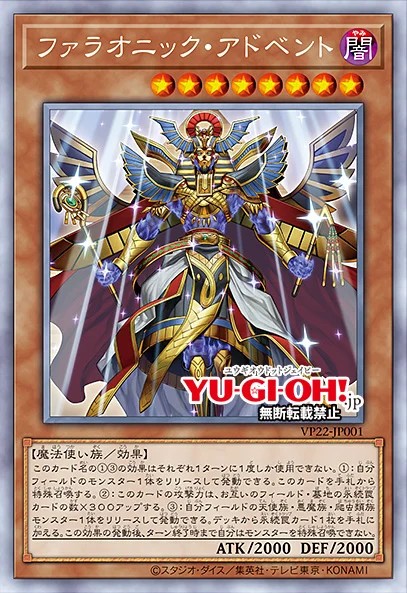 ファラオニック・アドベント
やみ
闇
ユウギオウドットジェイピー
YU-GI-OH!.jp
無断転載禁止
VP22-JP001
【魔法使い族/効果】
このカード名の①③の効果はそれぞれ1ターンに1度しか使用できない。①:自分
フィールドのモンスター1体をリリースして発動できる。このカードを手札から
特殊召喚する。②:このカードの攻撃力は、お互いのフィールド・墓地の永続罠
カードの数×300アップする。③:自分フィールドの天使族・悪魔族・爬虫類族
モンスター1体をリリースして発動できる。デッキから永続罠カード1枚を手札に
加える。この効果の発動後、ターン終了時まで自分はモンスターを特殊召喚できない。
ATK/2000 DEF/2000
©スタジオ・ダイス/集英社・テレビ東京・KONAMI